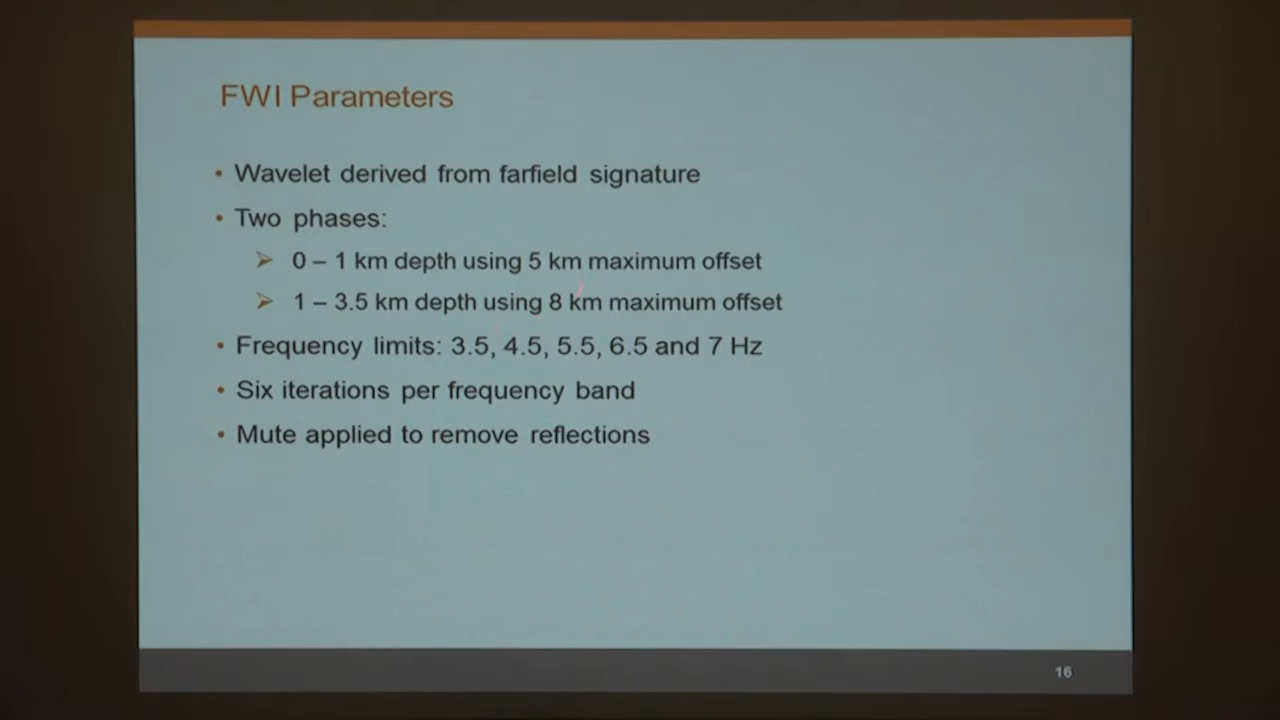 FWI Parameters
• Wavelet derived from farfield signature
• Two phases:
➢ 0 – 1 km depth using 5 km maximum offset
➢ 1 – 3.5 km depth using 8 km maximum offset
• Frequency limits: 3.5, 4.5, 5.5, 6.5 and 7 Hz
• Six iterations per frequency band
• Mute applied to remove reflections
16